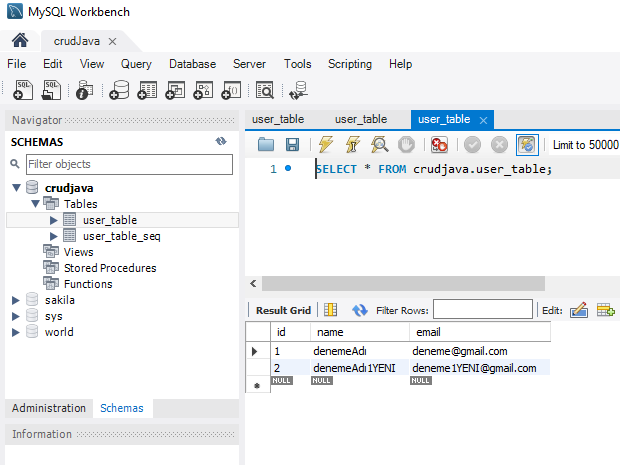 MySQL Workbench
crudJava
File Edit View Query Database Server Tools Scripting Help
Navigator
SCHEMAS
Filter objects
crudjava
Tables
user_table
user_table_seq
Views
Stored Procedures
Functions
sakila
sys
world
Administration Schemas
Information
user_table user_table user_table
Limit to 50000
1 SELECT * FROM crudjava.user_table;
Result Grid Filter Rows: Edit:
id name email
1 denemeAdı deneme@gmail.com
2 denemeAdı1YENI deneme1YENI@gmail.com
NULL NULL NULL